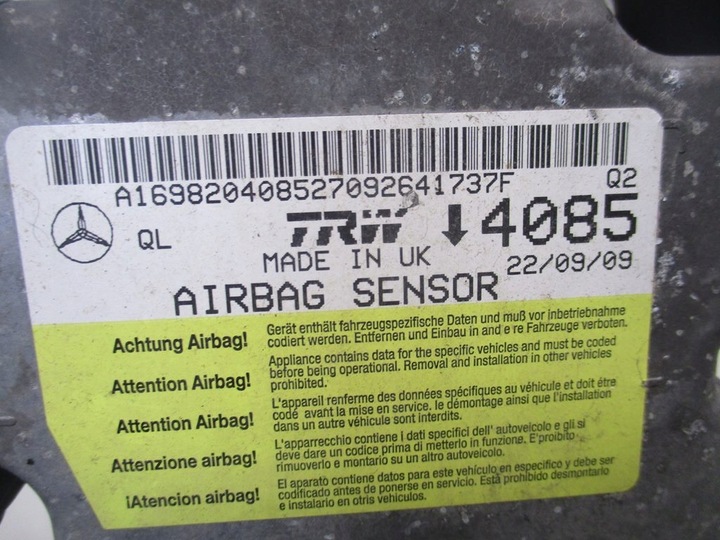 A169820408527092641737F
Q2
QL
TRW
↓4085
MADE IN UK
22/09/09
AIRBAG SENSOR
Achtung Airbag!
Gerät enthält fahrzeugspezifische Daten und muß vor Inbetriebnahme
codiert werden. Entfernen und Einbau in and e re Fahrzeuge verboten.
Attention Airbag!
Appliance contains data for the specific vehicles and must be coded
before being operational. Removal and installation in other vehicles
prohibited.
Attention Airbag!
L'appareil renferme des données spécifiques au véhicule et doit être
codé avant la mise en service. le démontage ainsi que l'installation
dans un autre véhicule sont interdits.
Attenzione airbag!
L'apparecchio contiene i dati specifici dell' autoveicolo e gli si
deve dare un codice prima di metterlo in funzione. E'proibito
rimuoverlo e montario su un altro autoveicolo.
¡Atencion airbag!
El aparato contiene datos para este vehículo en especifico y debe ser
codificado antes de ponerse en servicio. Está prohibido desmontarlo
e instalarlo en otris vehículos.